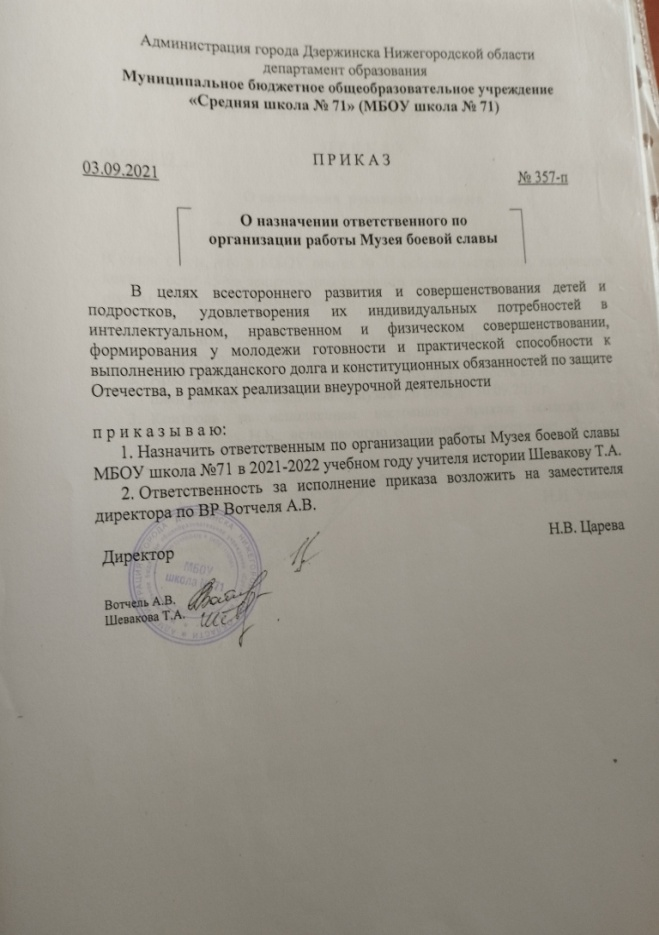 Администрация города Дзержинска Нижегородской области
департамент образования
Муниципальное бюджетное общеобразовательное учреждение
«Средняя школа № 71» (МБОУ школа № 71)
ПРИКАЗ
03.09.2021
№ 357-п
О назначении ответственного по
организации работы Музея боевой славы
В целях всестороннего развития и совершенствования детей и
подростков, удовлетворения их индивидуальных потребностей в
интеллектуальном, нравственном и физическом совершенствовании,
формирования у молодежи готовности и практической способности к
выполнению гражданского долга и конституционных обязанностей по защите
Отечества, в рамках реализации внеурочной деятельности
приказываю:
1. Назначить ответственным по организации работы Музея боевой славы
МБОУ школа №71 в 2021-2022 учебном году учителя истории Шевакову Т.А.
2. Ответственность за исполнение приказа возложить на заместителя
директора по ВР Вотчеля А.В.
Директор
Н.В. Царева
МБОУ
школа №71
Вотчель А.В.
Шевакова Т.А.